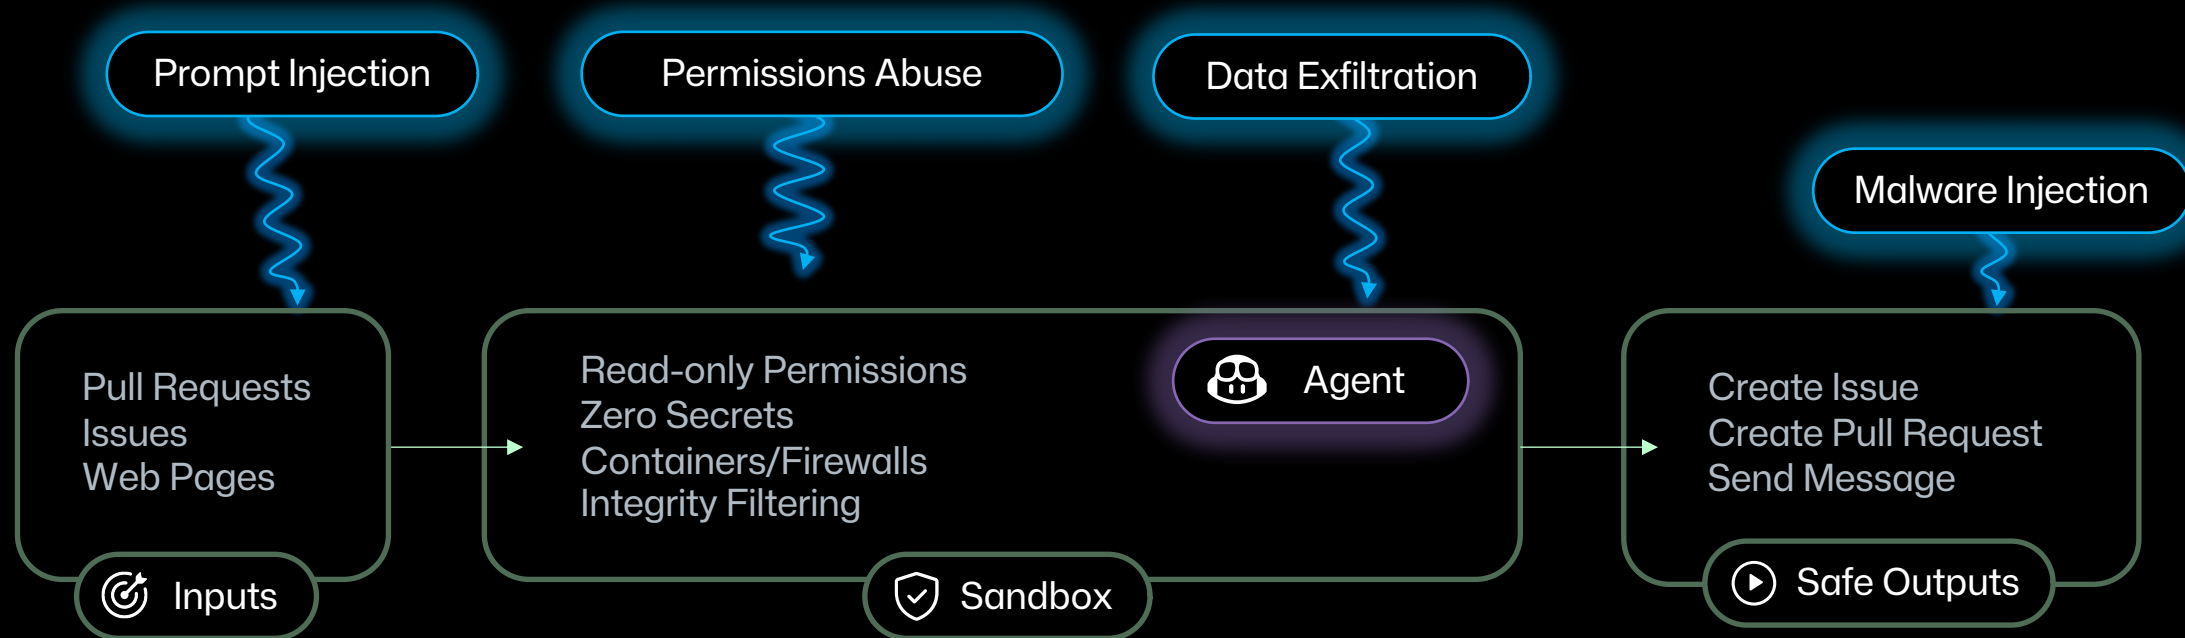 Prompt Injection
Permissions Abuse
Data Exfiltration
Malware Injection
Pull Requests
Issues
Web Pages
Inputs
Read-only Permissions
Zero Secrets
Containers/Firewalls
Integrity Filtering
Agent
Sandbox
Create Issue
Create Pull Request
Send Message
Safe Outputs